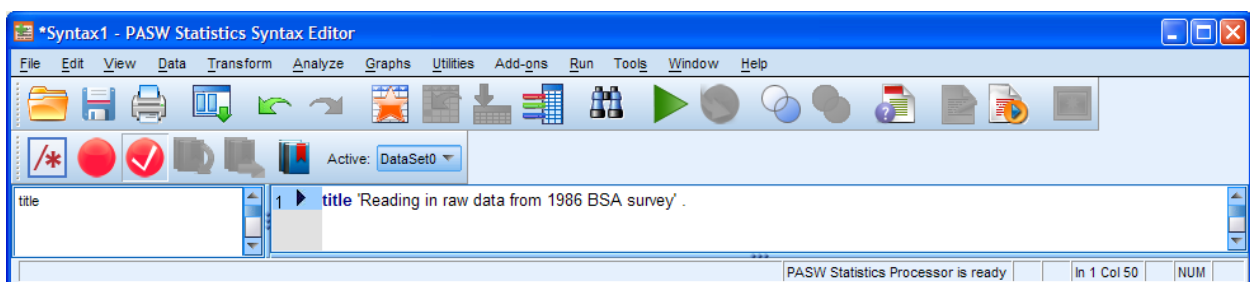 *Syntax1 - PASW Statistics Syntax Editor
File Edit View Data Transform Analyze Graphs Utilities Add-ons Run Tools Window Help
/* Active: DataSet0
title 1 title 'Reading in raw data from 1986 BSA survey' .
PASW Statistics Processor is ready In 1 Col 50 NUM